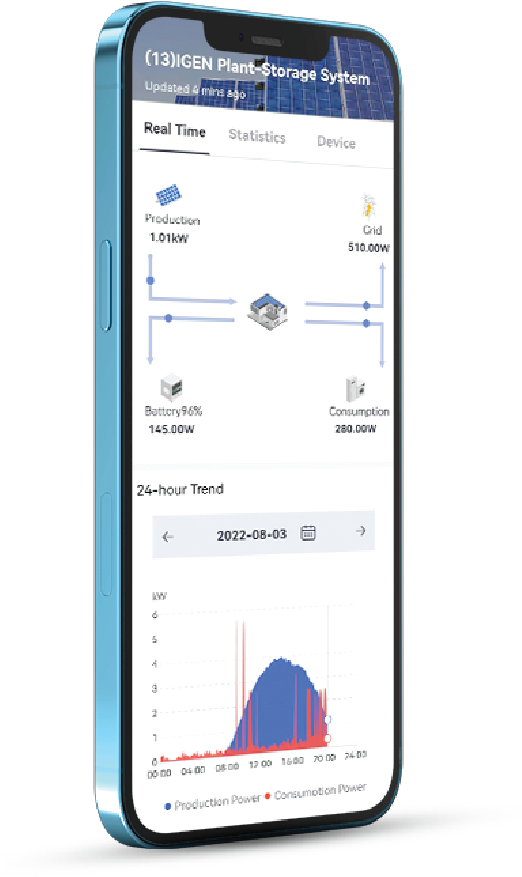 (13)IGEN Plant-Storage System
Updated 4 mins ago
Real Time Statistics Device
Production
1.01kW
Grid
510.00W
Battery96%
145.00W
Consumption
280.00W
24-hour Trend
2022-08-03
kW
6
5
4
3
2
1
0
00:00 04:00 08:00 12:00 16:00 20:00 24:00
Production Power Consumption Power